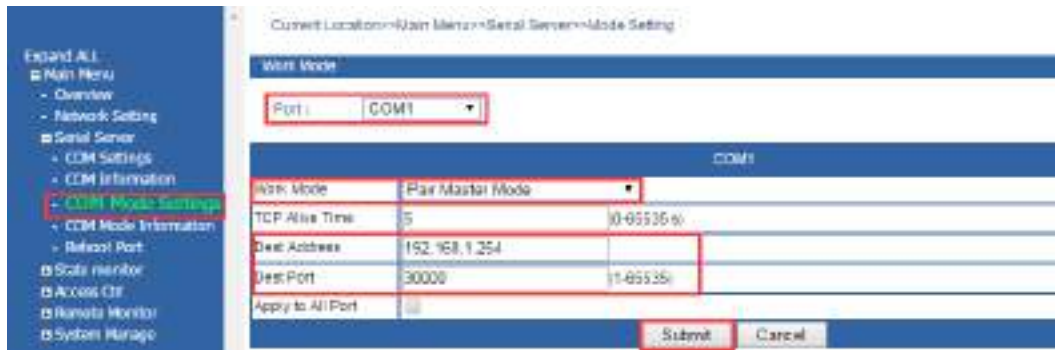 Current Location>>Main Menu>>Serial Server>>Mode Setting
Expand ALL
Main Menu
- Overview
- Network Setting
Serial Server
- COM Settings
- COM Information
- COM Mode Settings
- COM Mode Information
- Reboot Port
State monitor
Access Ctr
Remote Monitor
System Manage
Work Mode
Port: COM1
COM1
Work Mode Pair Master Mode
TCP Alive Time 5 (0-65535 s)
Dest Address 192.168.1.254
Dest Port 30000 (1-65535)
Apply to All Port
Submit Cancel